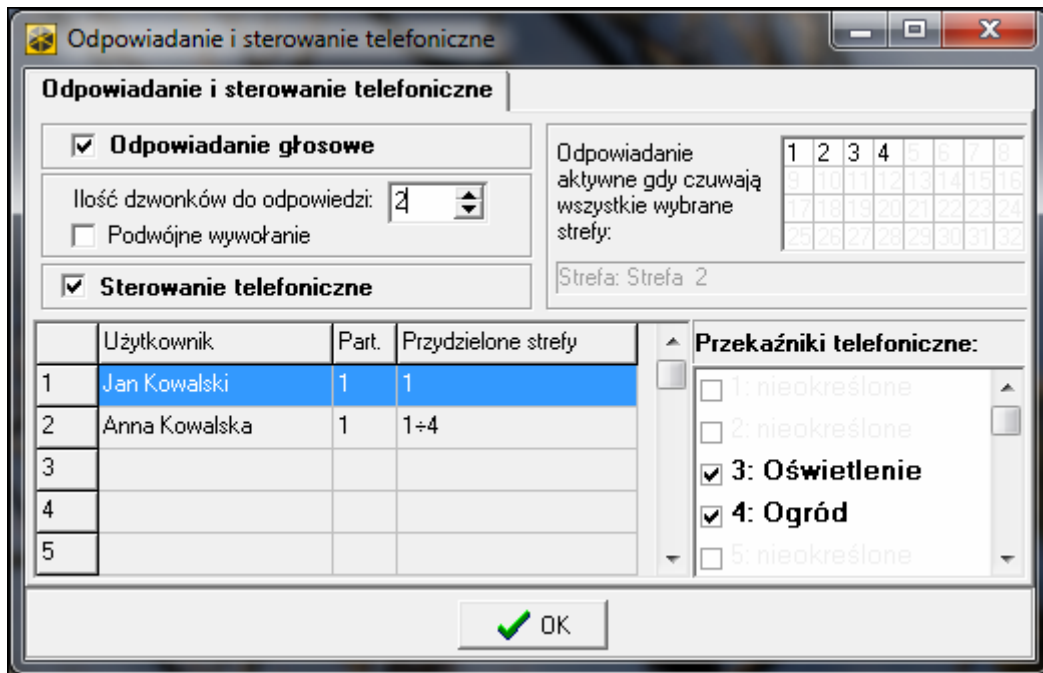 Odpowiadanie i sterowanie telefoniczne
Odpowiadanie i sterowanie telefoniczne
Odpowiadanie głosowe
Ilość dzwonków do odpowiedzi: 2
Podwójne wywołanie
Sterowanie telefoniczne
Odpowiadanie
aktywne gdy czuwają
wszystkie wybrane
strefy:
1 2 3 4 5 6 7 8
9 10 11 12 13 14 15 16
17 18 19 20 21 22 23 24
25 26 27 28 29 30 31 32
Strefa: Strefa 2
Użytkownik Part. Przydzielone strefy
1 Jan Kowalski 1 1
2 Anna Kowalska 1 1÷4
3
4
5
Przekaźniki telefoniczne:
1: nieokreślone
2: nieokreślone
3: Oświetlenie
4: Ogród
5: nieokreślone
OK